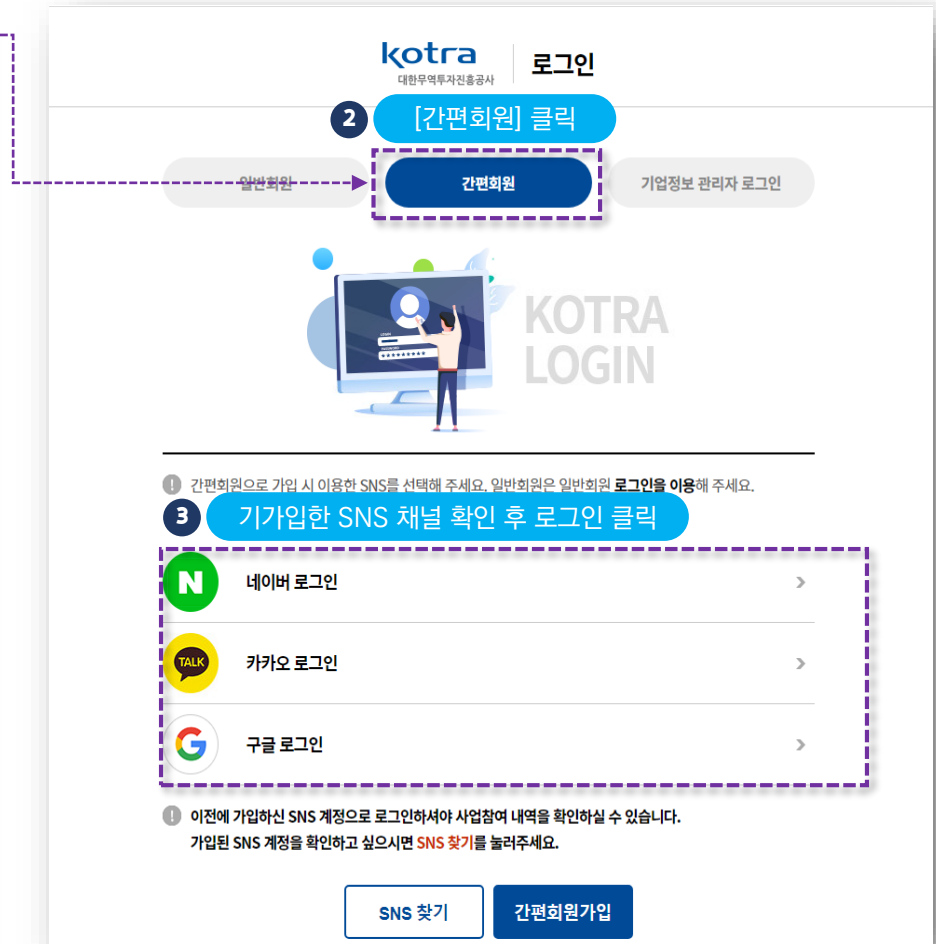 kotra
대한무역투자진흥공사
로그인
2 [간편회원] 클릭
일반회원 간편회원 기업정보 관리자 로그인
KOTRA
LOGIN
간편회원으로 가입 시 이용한 SNS를 선택해 주세요. 일반회원은 일반회원 로그인을 이용해 주세요.
3 기가입한 SNS 채널 확인 후 로그인 클릭
N 네이버 로그인
TALK 카카오 로그인
G 구글 로그인
이전에 가입하신 SNS 계정으로 로그인하셔야 사업참여 내역을 확인하실 수 있습니다.
가입된 SNS 계정을 확인하고 싶으시면 SNS 찾기를 눌러주세요.
SNS 찾기 간편회원가입